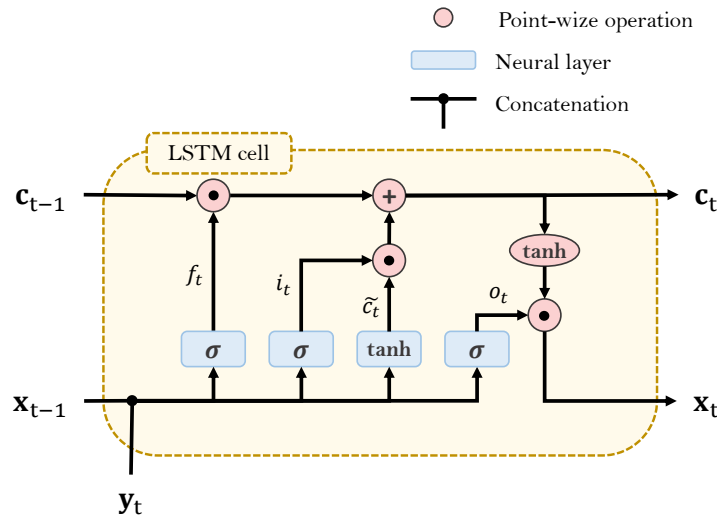 Point-wize operation
Neural layer
Concatenation
LSTM cell
c_{t−1}
+
c_t
tanh
f_t
i_t
c̃_t
o_t
σ
σ
tanh
σ
x_{t−1}
x_t
y_t